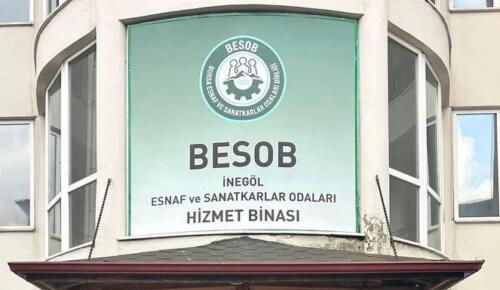 BESOB
BURSA ESNAF VE SANATKARLAR ODALARI BİRLİĞİ
BESOB
İNEGÖL
ESNAF ve SANATKARLAR ODALARI
HİZMET BİNASI